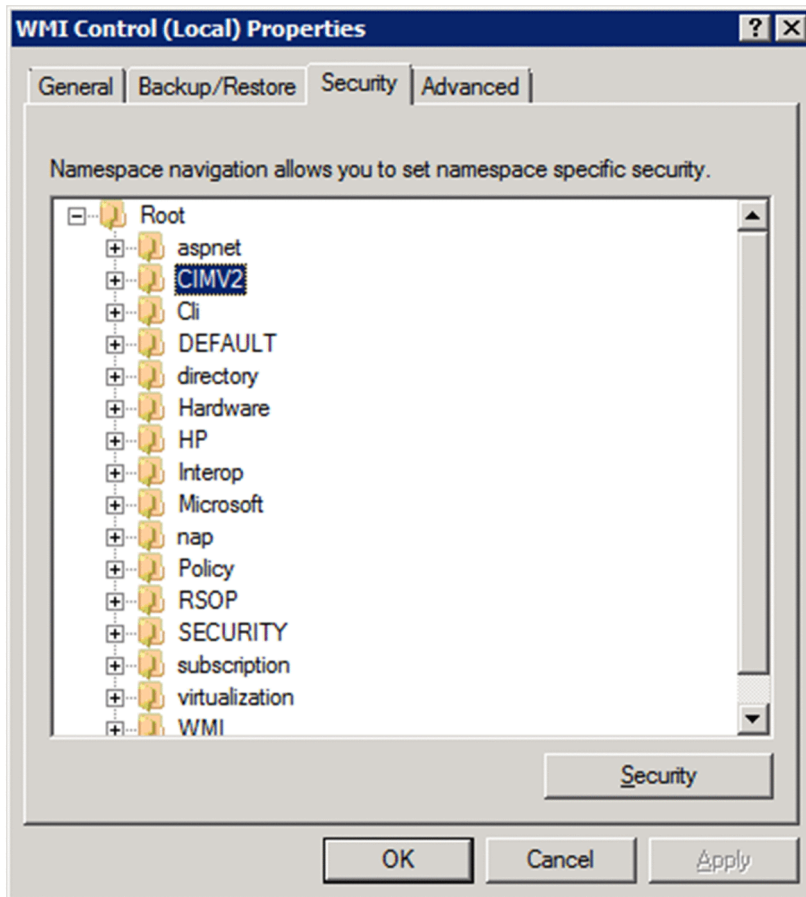 WMI Control (Local) Properties
General Backup/Restore Security Advanced
Namespace navigation allows you to set namespace specific security.
Root
aspnet
CIMV2
Cli
DEFAULT
directory
Hardware
HP
Interop
Microsoft
nap
Policy
RSOP
SECURITY
subscription
virtualization
WMI
Security
OK Cancel Apply